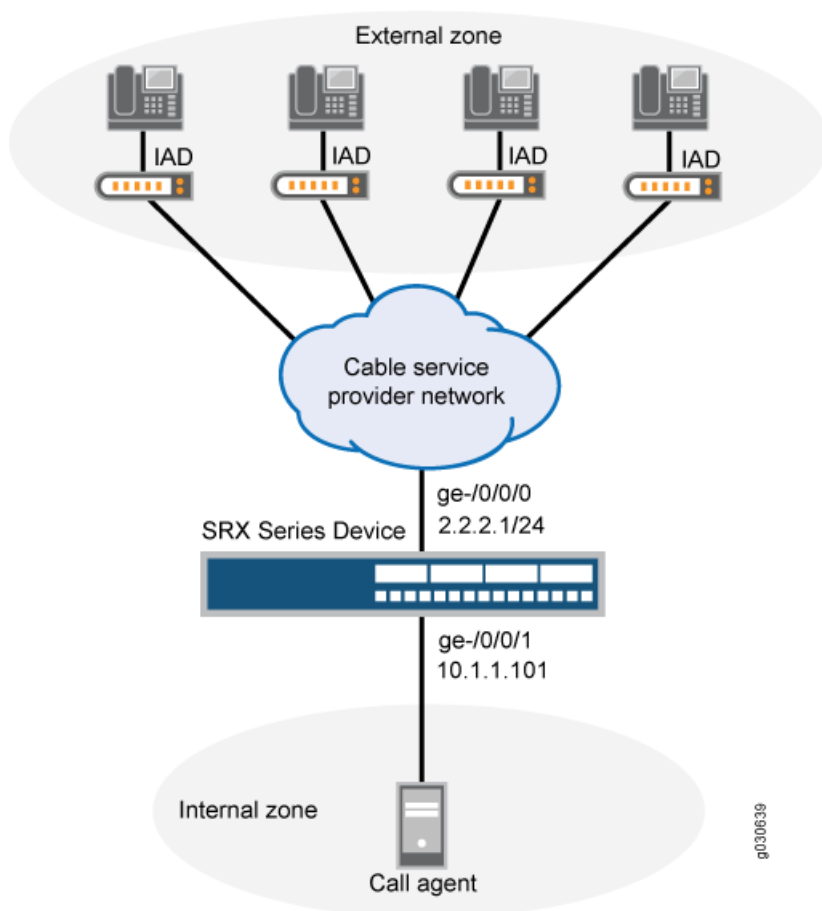 External zone
IAD
IAD
IAD
IAD
Cable service
provider network
ge-/0/0/0
2.2.2.1/24
SRX Series Device
ge-/0/0/1
10.1.1.101
Internal zone
Call agent
g030639